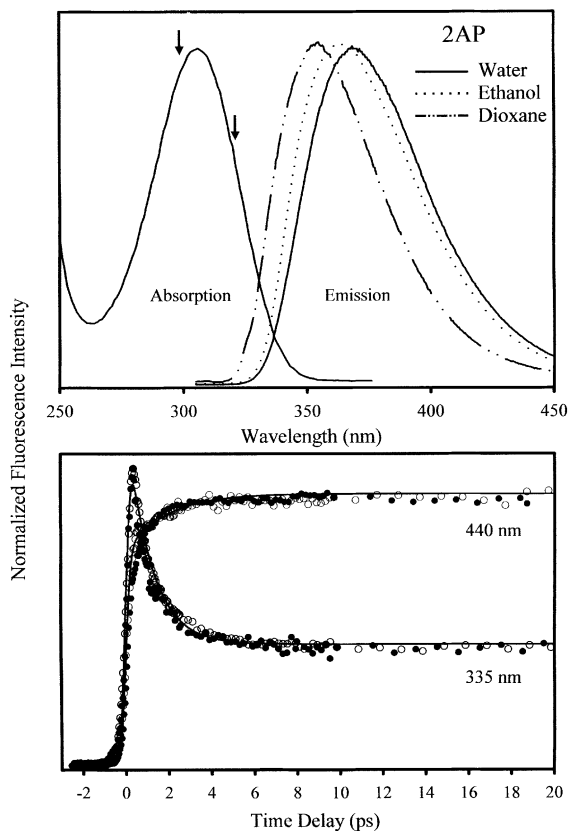 2AP
Water
Ethanol
Dioxane
Absorption
Emission
250 300 350 400 450
Wavelength (nm)
Normalized Fluorescence Intensity
440 nm
335 nm
-2 0 2 4 6 8 10 12 14 16 18 20
Time Delay (ps)